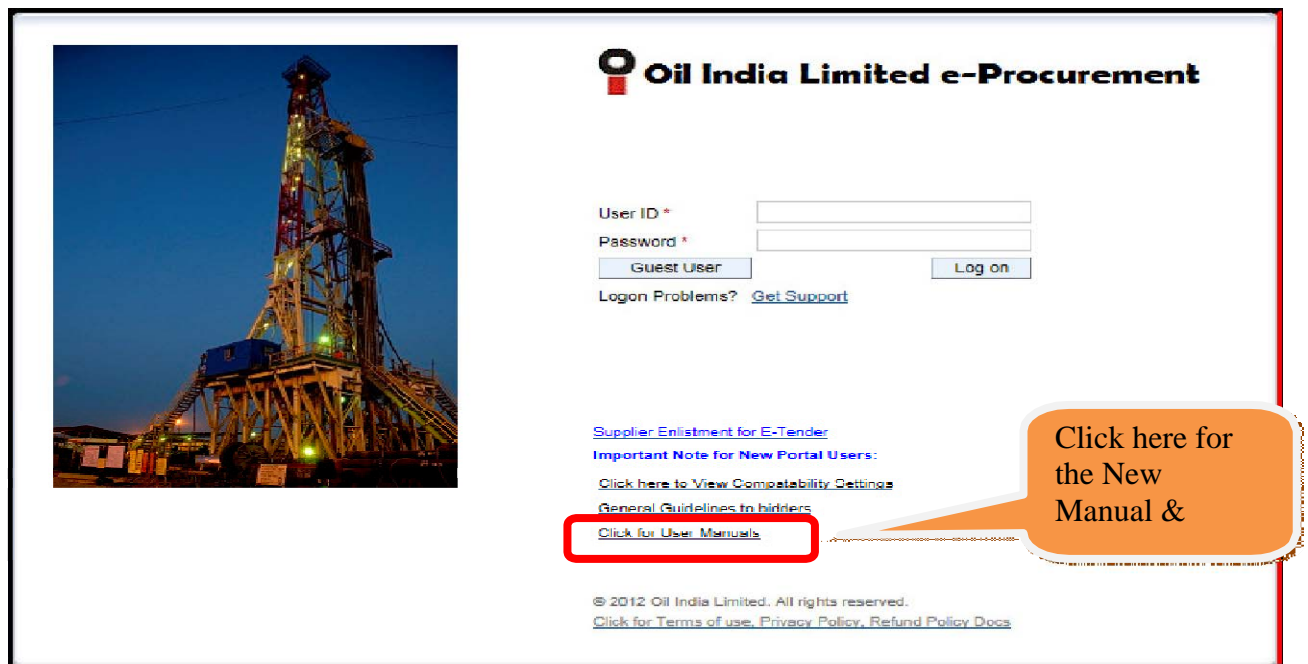 Oil India Limited e-Procurement
User ID *
Password *
Guest User
Log on
Logon Problems? Get Support
Supplier Enlistment for E-Tender
Important Note for New Portal Users:
Click here to View Compatability Settings
General Guidelines to bidders
Click for User Manuals
Click here for
the New
Manual &
© 2012 Oil India Limited. All rights reserved.
Click for Terms of use, Privacy Policy, Refund Policy Docs